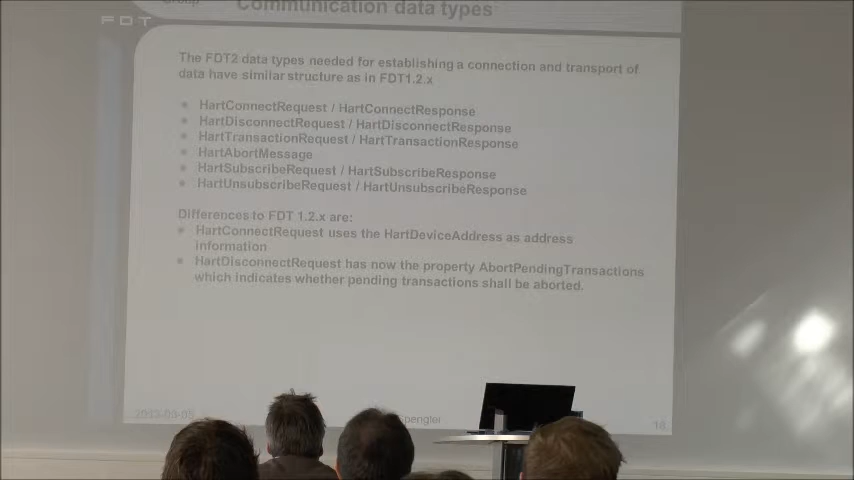 Group
Communication data types
FDT
The FDT2 data types needed for establishing a connection and transport of
data have similar structure as in FDT1.2.x
HartConnectRequest / HartConnectResponse
HartDisconnectRequest / HartDisconnectResponse
HartTransactionRequest / HartTransactionResponse
HartAbortMessage
HartSubscribeRequest / HartSubscribeResponse
HartUnsubscribeRequest / HartUnsubscribeResponse
Differences to FDT 1.2.x are:
HartConnectRequest uses the HartDeviceAddress as address
information
HartDisconnectRequest has now the property AbortPendingTransactions
which indicates whether pending transactions shall be aborted.